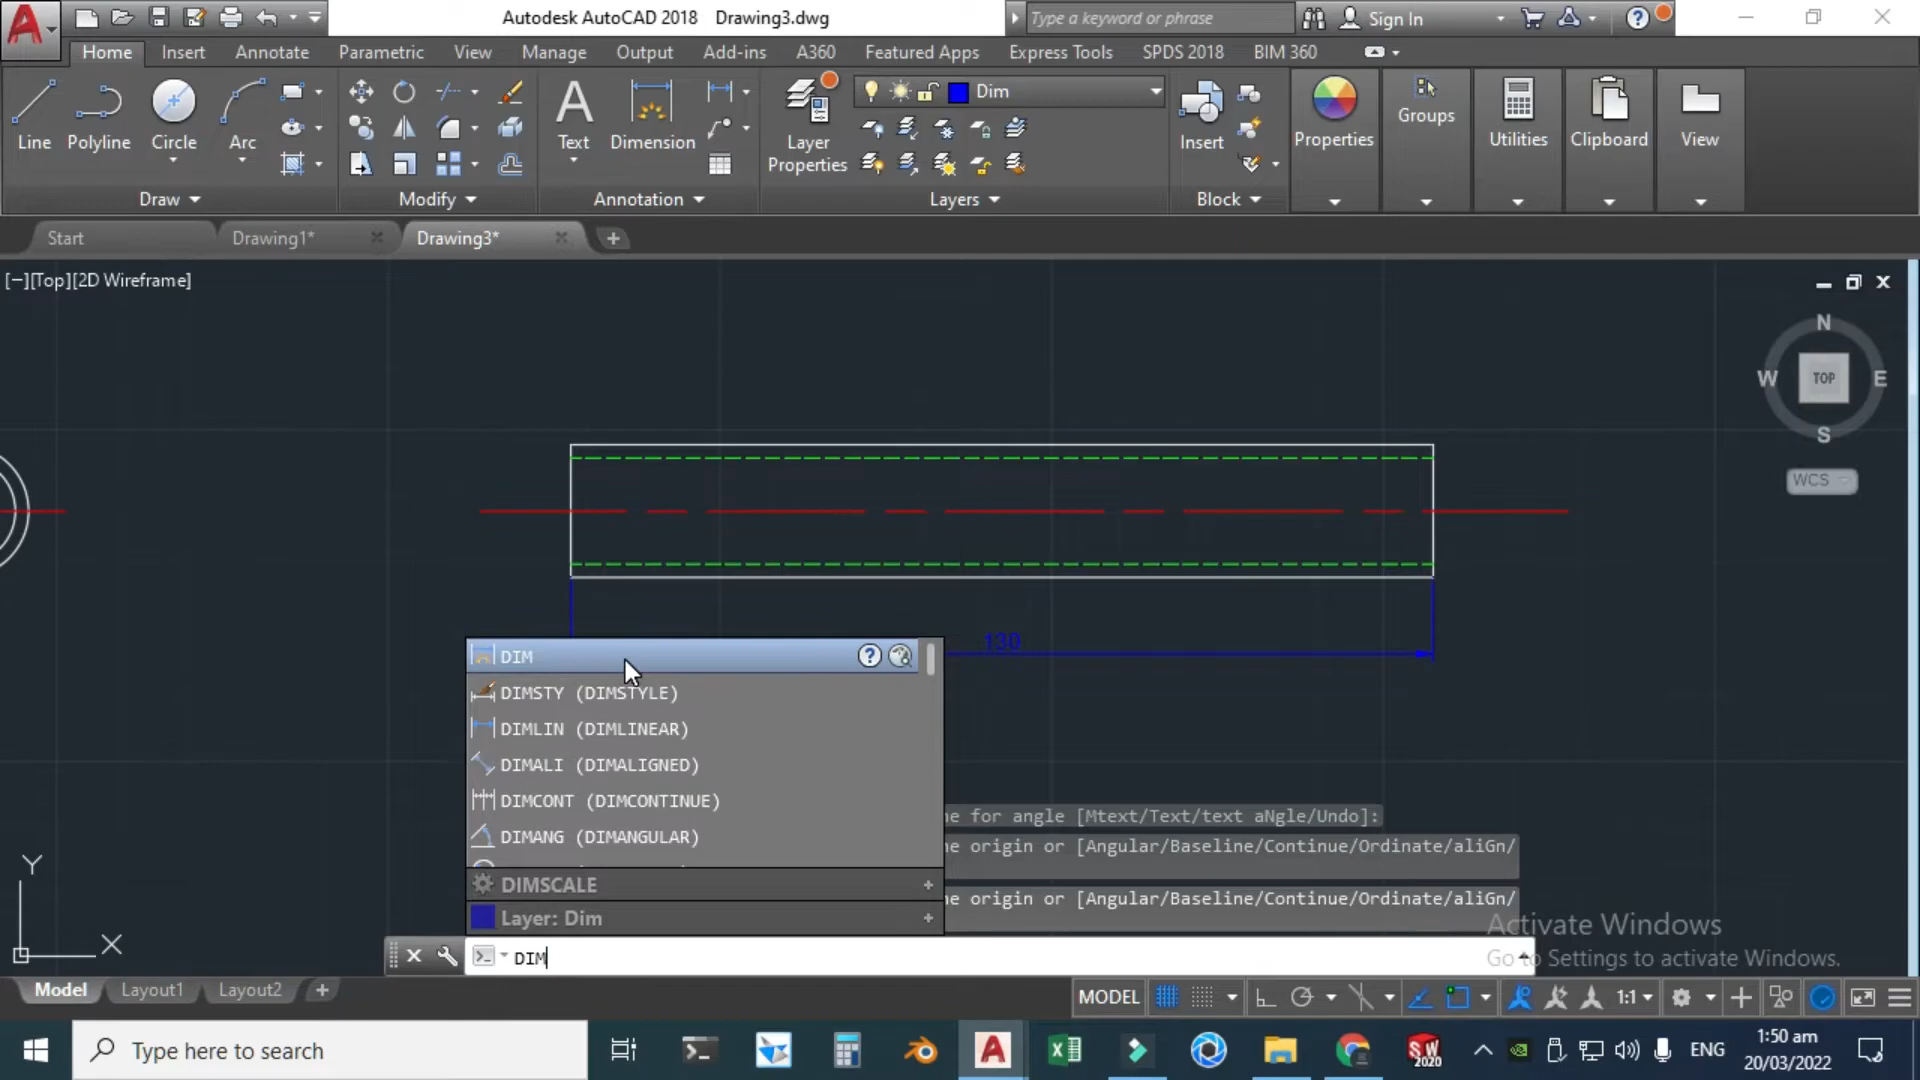 Autodesk AutoCAD 2018 Drawing3.dwg
Type a keyword or phrase
Sign In
Home Insert Annotate Parametric View Manage Output Add-ins A360 Featured Apps Express Tools SPDS 2018 BIM 360
Line Polyline Circle Arc
Text Dimension
Layer Properties
Dim
Insert
Properties Groups Utilities Clipboard View
Draw Modify Annotation Layers Block
Start Drawing1* Drawing3*
[−][Top][2D Wireframe]
N
W TOP E
S
WCS
130
DIM
DIMSTY (DIMSTYLE)
DIMLIN (DIMLINEAR)
DIMALI (DIMALIGNED)
DIMCONT (DIMCONTINUE)
DIMANG (DIMANGULAR)
DIMSCALE
Layer: Dim
for angle [Mtext/Text/text aNgle/Undo]:
origin or [Angular/Baseline/Continue/Ordinate/aliGn/
origin or [Angular/Baseline/Continue/Ordinate/aliGn/
Activate Windows
Go to Settings to activate Windows.
Y
X
DIM
Model Layout1 Layout2
MODEL 1:1
Type here to search
SW 2020
ENG
1:50 am
20/03/2022